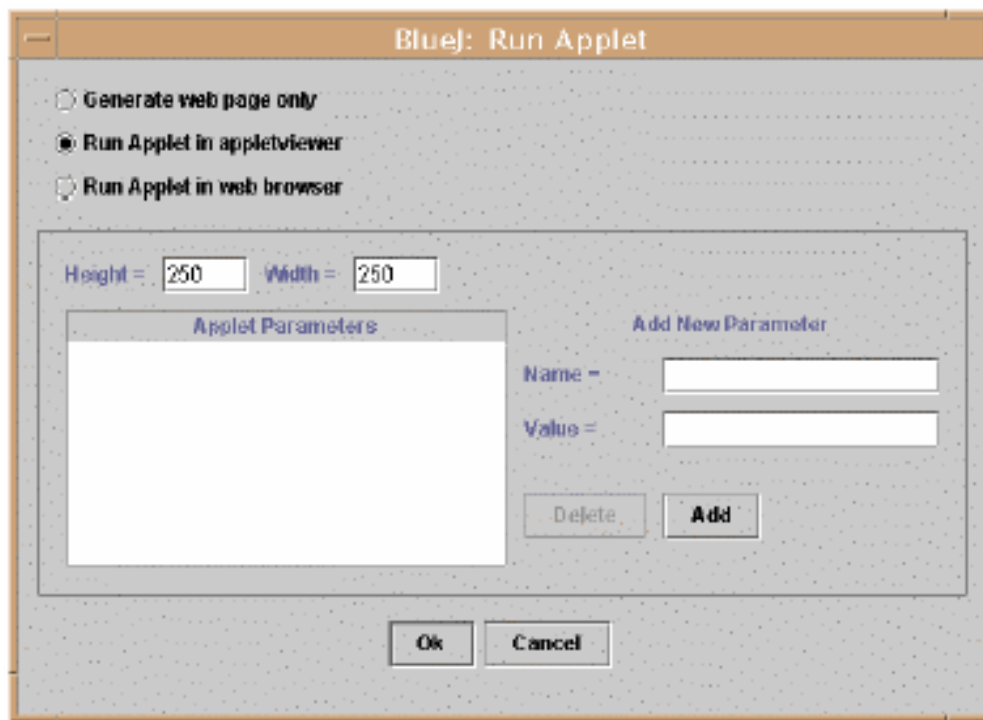 BlueJ: Run Applet
Generate web page only
Run Applet in appletviewer
Run Applet in web browser
Height = 250 Width = 250
Applet Parameters
Add New Parameter
Name =
Value =
Delete Add
Ok Cancel